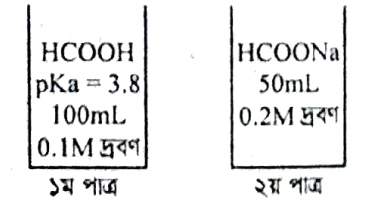 HCOOH
pKa = 3.8
100mL
0.1M দ্রবণ
১ম পাত্র
HCOONa
50mL
0.2M দ্রবণ
২য় পাত্র